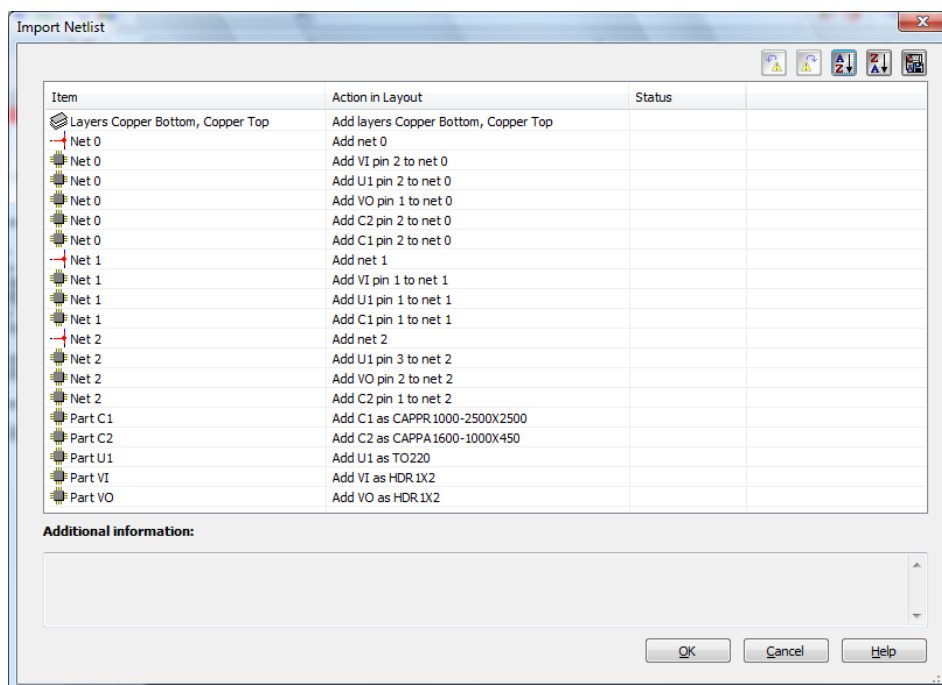 Import Netlist
Item Action in Layout Status
Layers Copper Bottom, Copper Top Add layers Copper Bottom, Copper Top
Net 0 Add net 0
Net 0 Add VI pin 2 to net 0
Net 0 Add U1 pin 2 to net 0
Net 0 Add VO pin 1 to net 0
Net 0 Add C2 pin 2 to net 0
Net 0 Add C1 pin 2 to net 0
Net 1 Add net 1
Net 1 Add VI pin 1 to net 1
Net 1 Add U1 pin 1 to net 1
Net 1 Add C1 pin 1 to net 1
Net 2 Add net 2
Net 2 Add U1 pin 3 to net 2
Net 2 Add VO pin 2 to net 2
Net 2 Add C2 pin 1 to net 2
Part C1 Add C1 as CAPPR1000-2500X2500
Part C2 Add C2 as CAPPA1600-1000X450
Part U1 Add U1 as TO220
Part VI Add VI as HDR1X2
Part VO Add VO as HDR1X2
Additional information:
OK Cancel Help